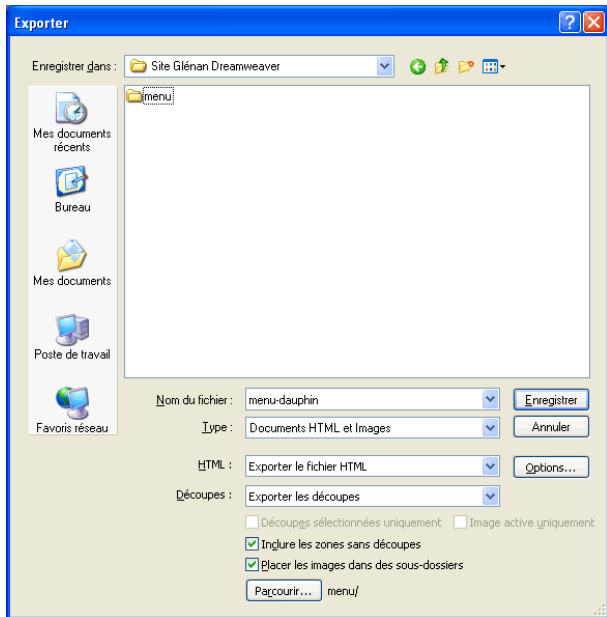 Exporter
Enregistrer dans :
Site Glénan Dreamweaver
menu
Mes documents
récents
Bureau
Mes documents
Poste de travail
Favoris réseau
Nom du fichier :
menu-dauphin
Enregistrer
Type :
Documents HTML et Images
Annuler
HTML :
Exporter le fichier HTML
Options...
Découpes :
Exporter les découpes
Découpes sélectionnées uniquement
Image active uniquement
Inclure les zones sans découpes
Placer les images dans des sous-dossiers
Parcourir...
menu/